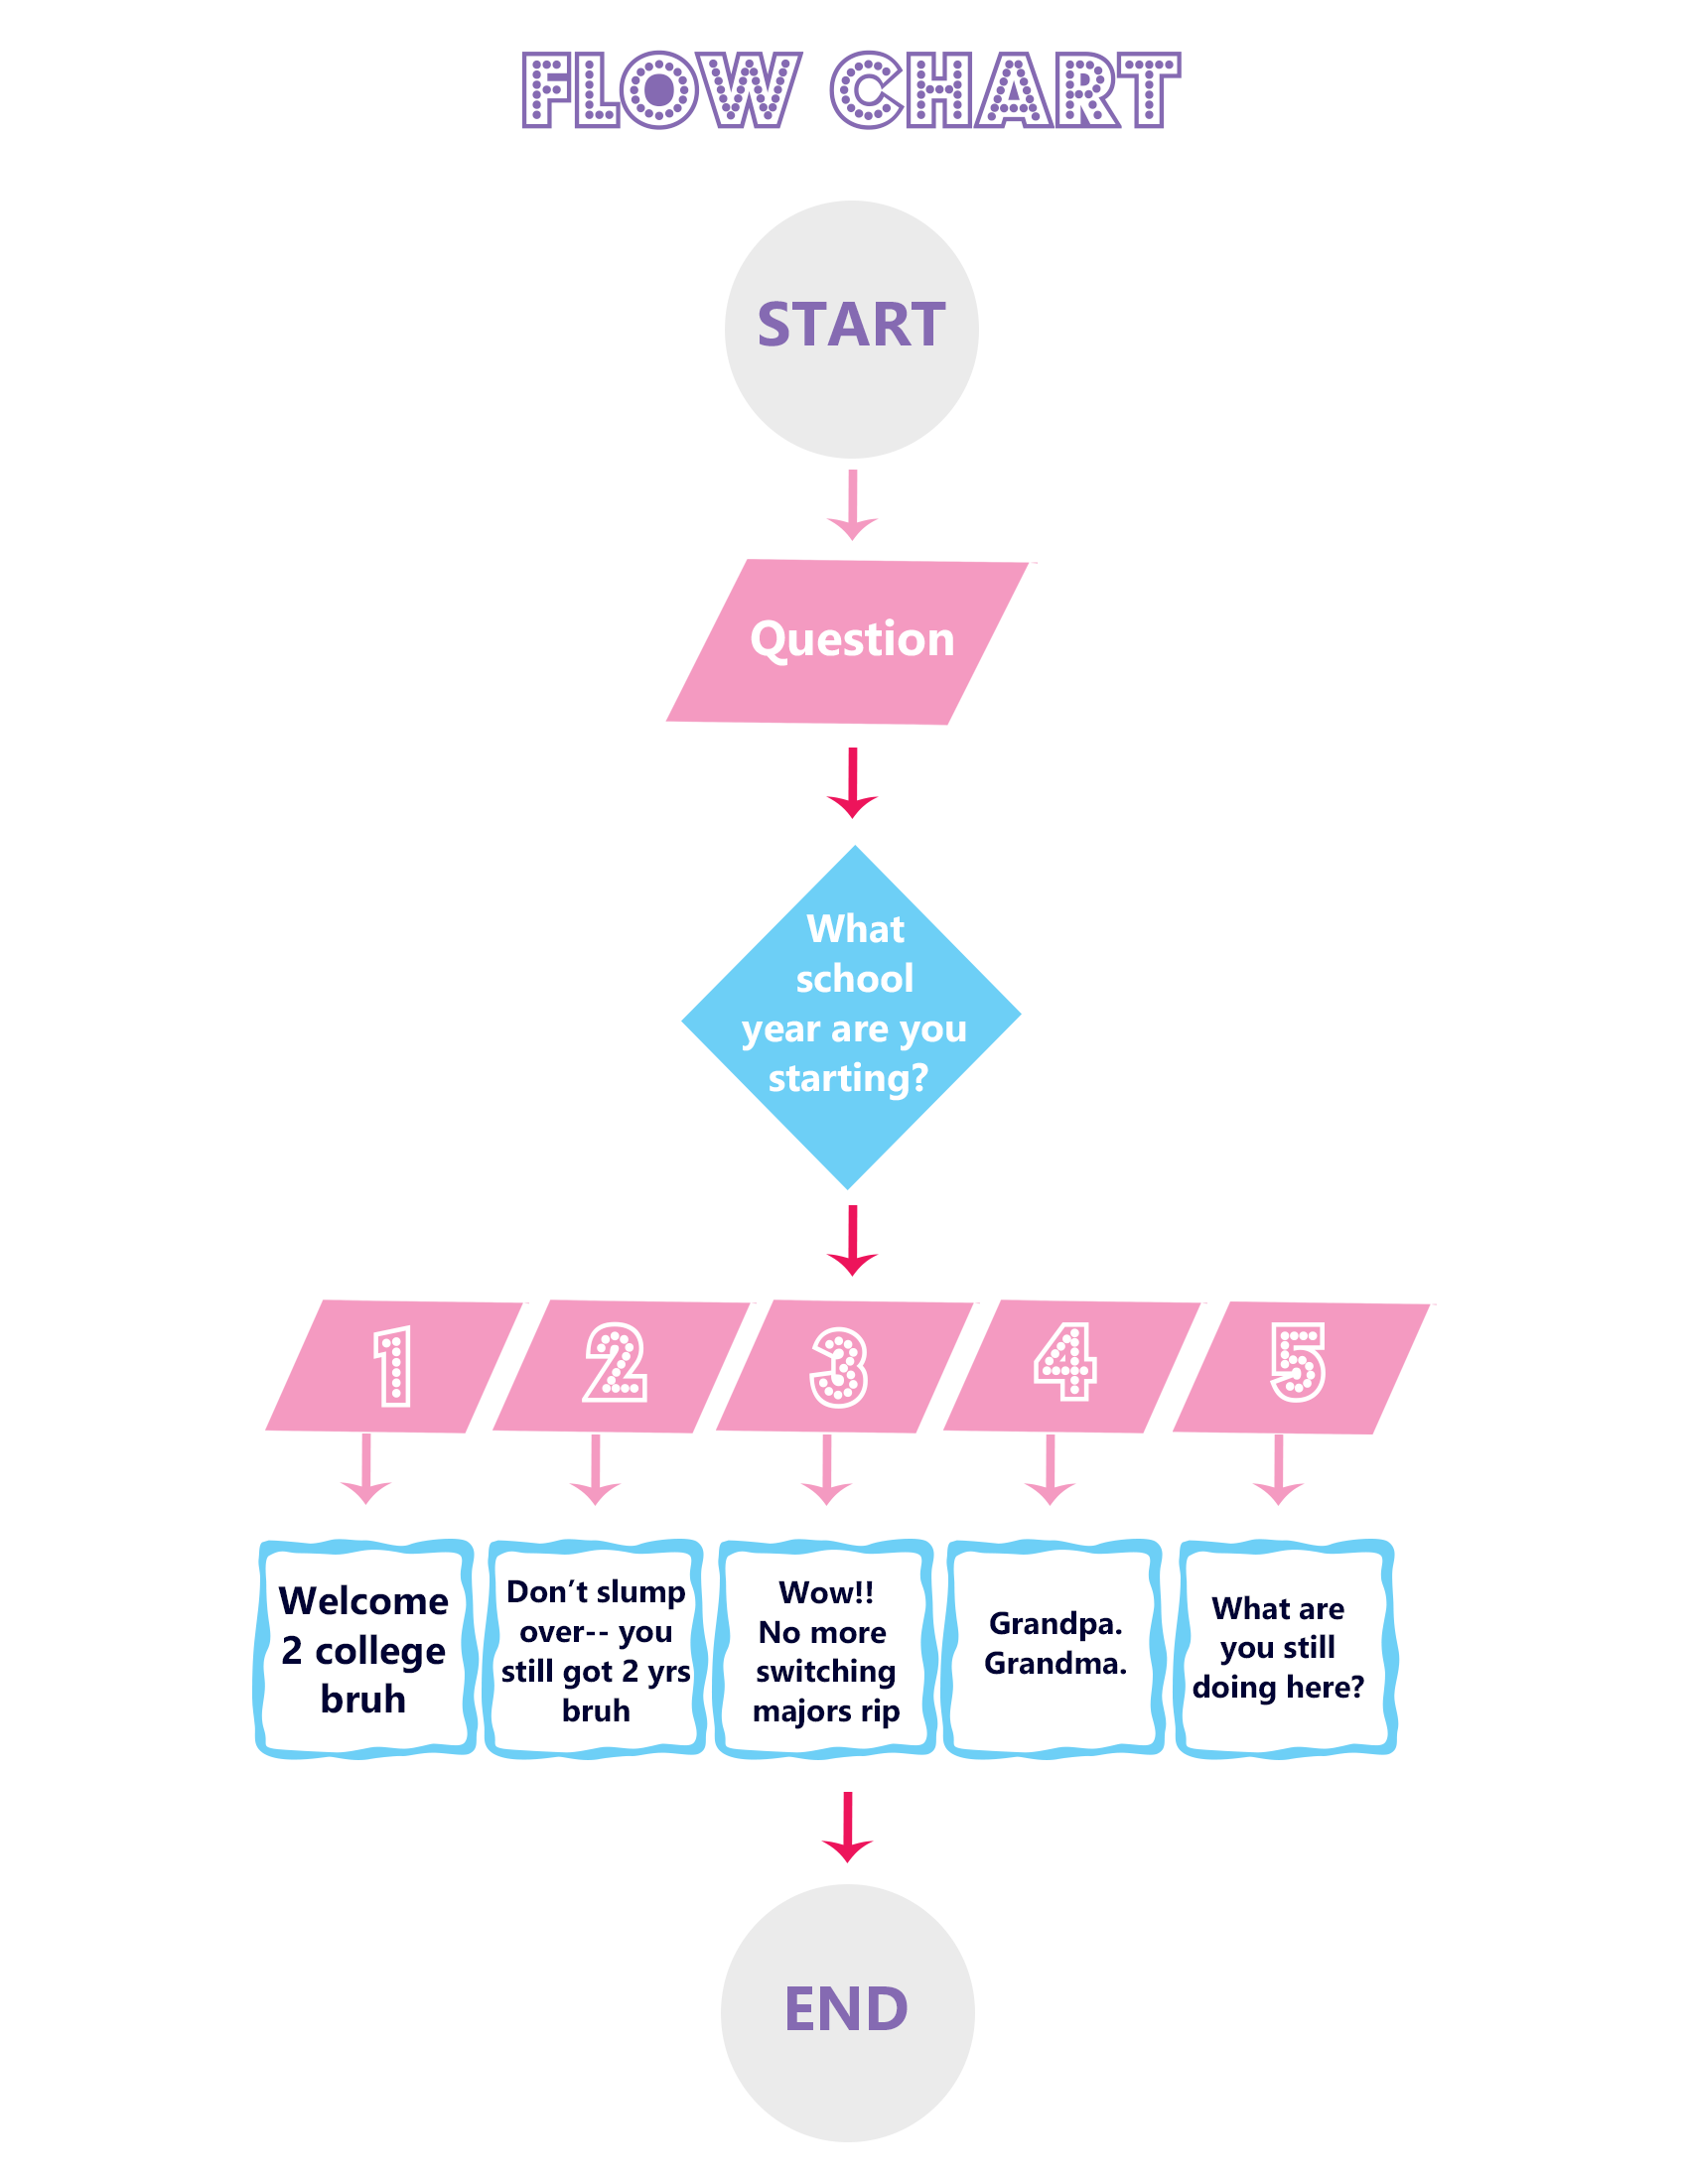 FLOW CHART
START
Question
What
school
year are you
starting?
1 2 3 4 5
Welcome
2 college
bruh
Don’t slump
over-- you
still got 2 yrs
bruh
Wow!!
No more
switching
majors rip
Grandpa.
Grandma.
What are
you still
doing here?
END